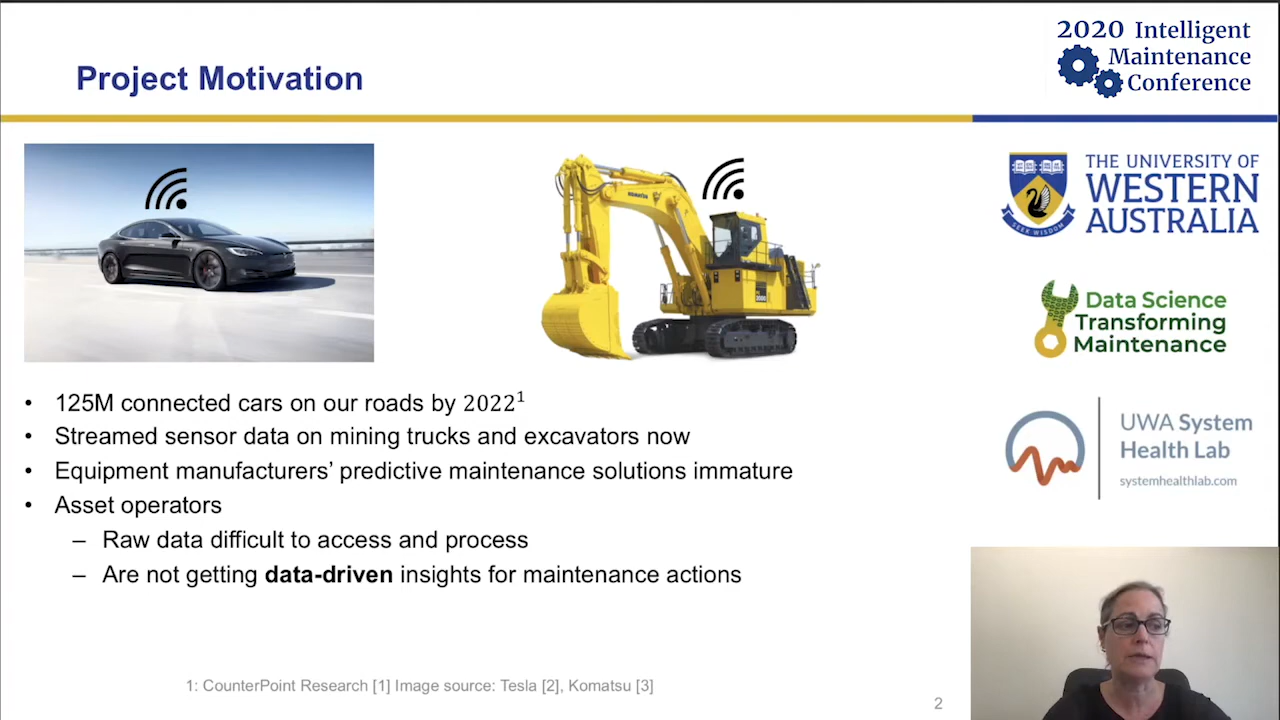 2020 Intelligent
Maintenance
Conference
Project Motivation
KOMATSU
THE UNIVERSITY OF
WESTERN
AUSTRALIA
SEEK WISDOM
Data Science
Transforming
Maintenance
• 125M connected cars on our roads by 2022¹
• Streamed sensor data on mining trucks and excavators now
• Equipment manufacturers’ predictive maintenance solutions immature
• Asset operators
– Raw data difficult to access and process
– Are not getting data-driven insights for maintenance actions
UWA System
Health Lab
systemhealthlab.com
1: CounterPoint Research [1] Image source: Tesla [2], Komatsu [3]
2